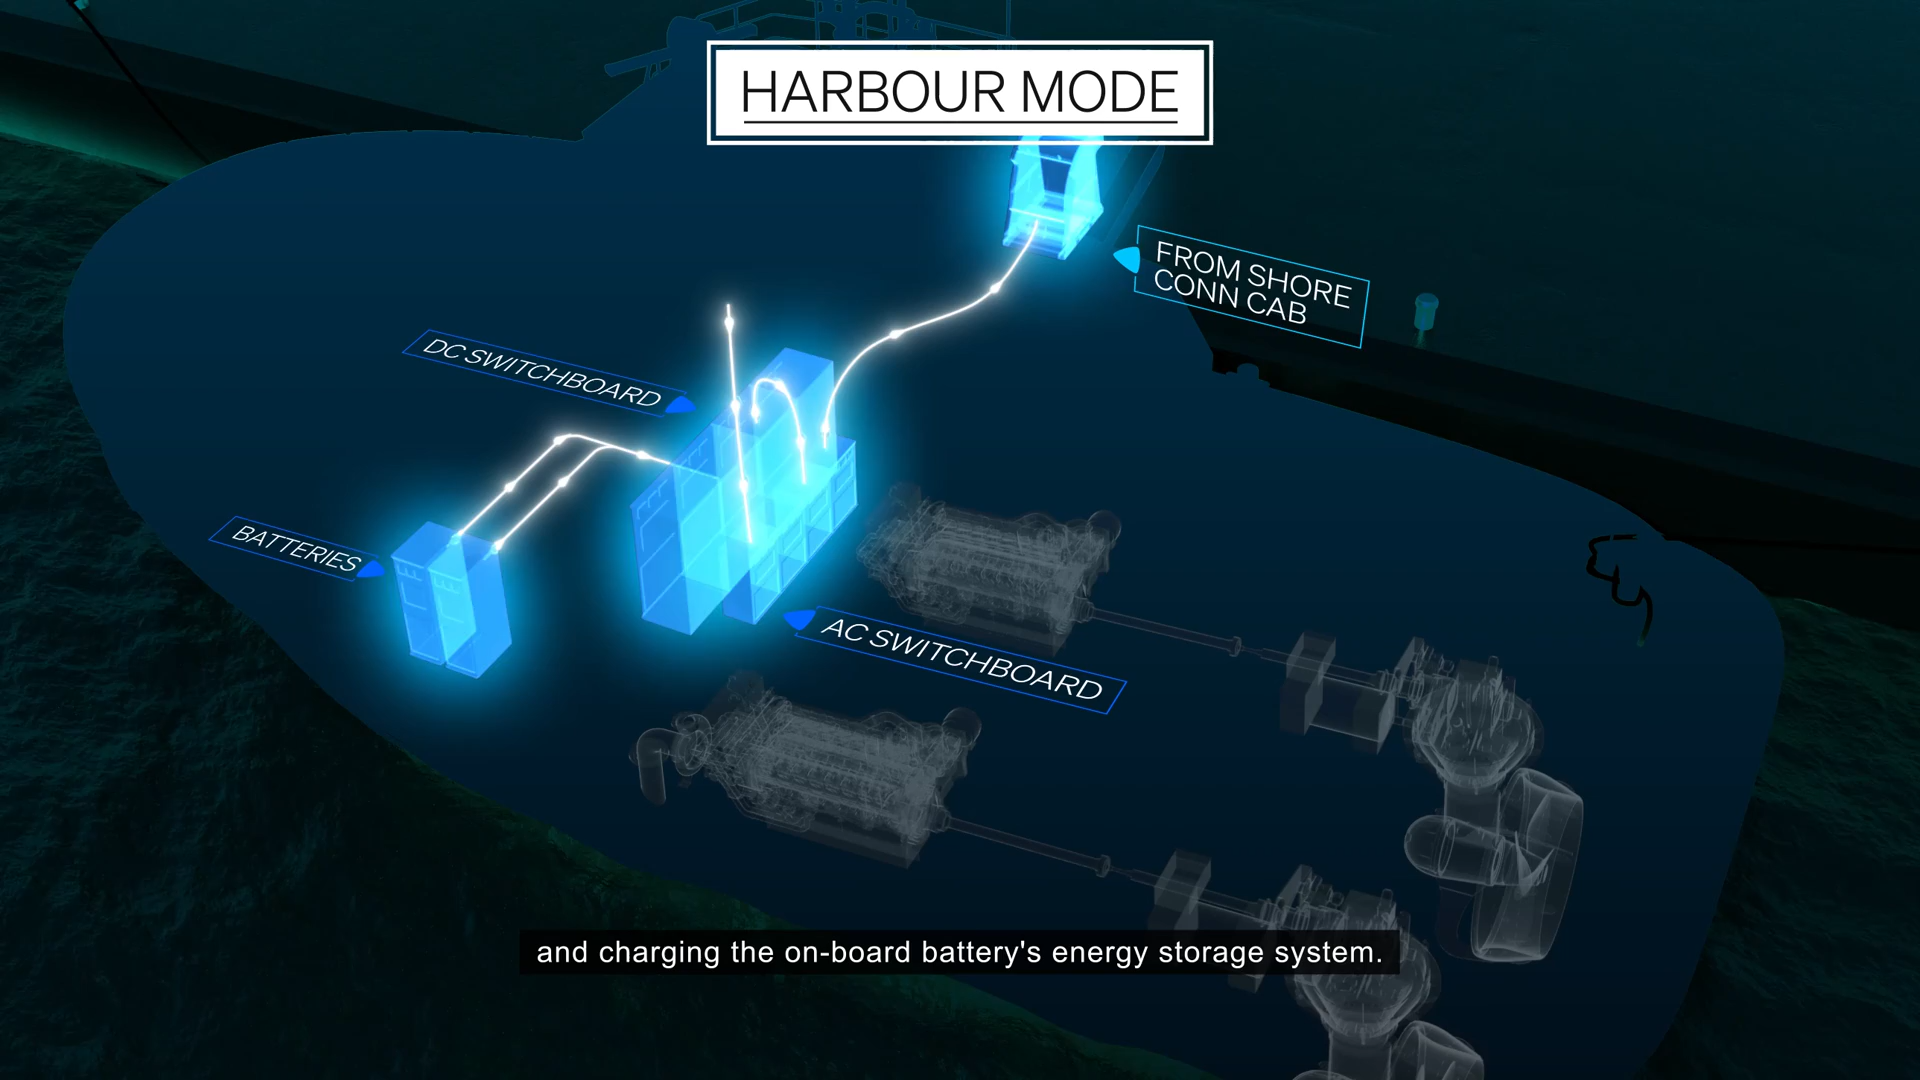 HARBOUR MODE
FROM SHORE
CONN CAB
DC SWITCHBOARD
BATTERIES
AC SWITCHBOARD
and charging the on-board battery's energy storage system.